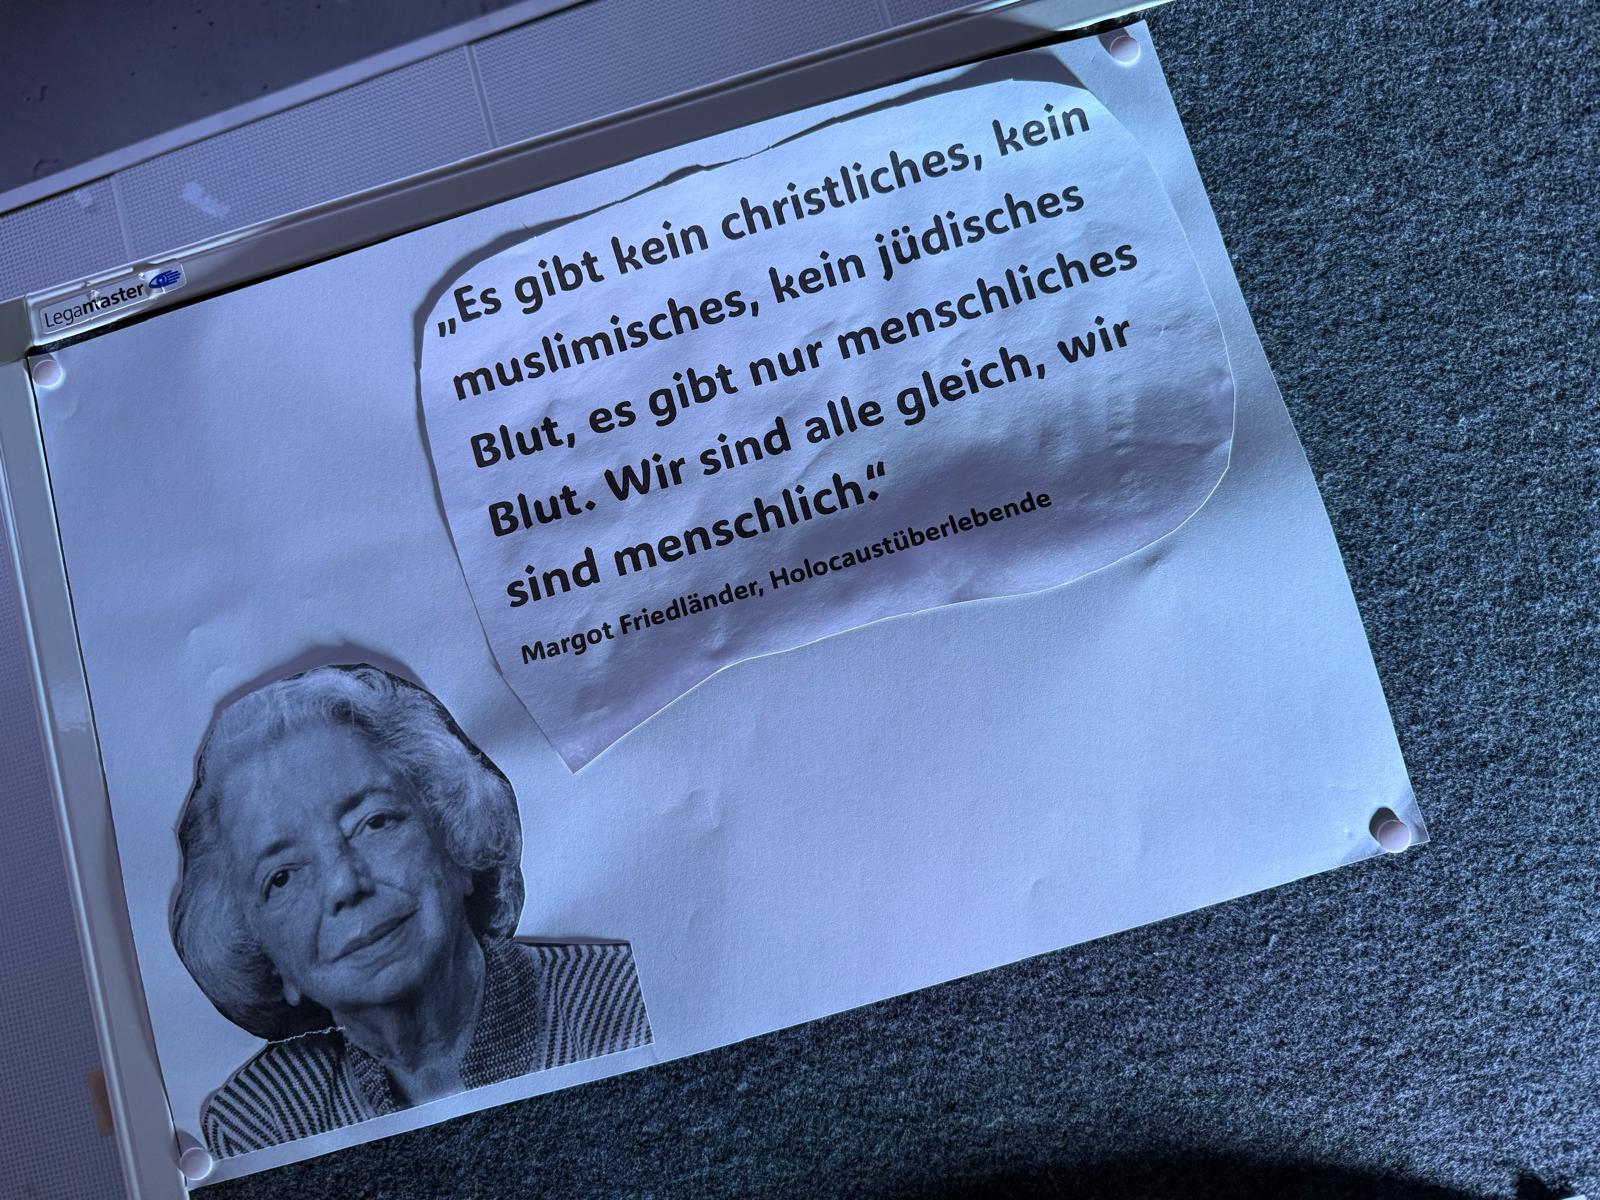 Legamaster
„Es gibt kein christliches, kein
muslimisches, kein jüdisches
Blut, es gibt nur menschliches
Blut. Wir sind alle gleich, wir
sind menschlich.“
Margot Friedländer, Holocaustüberlebende